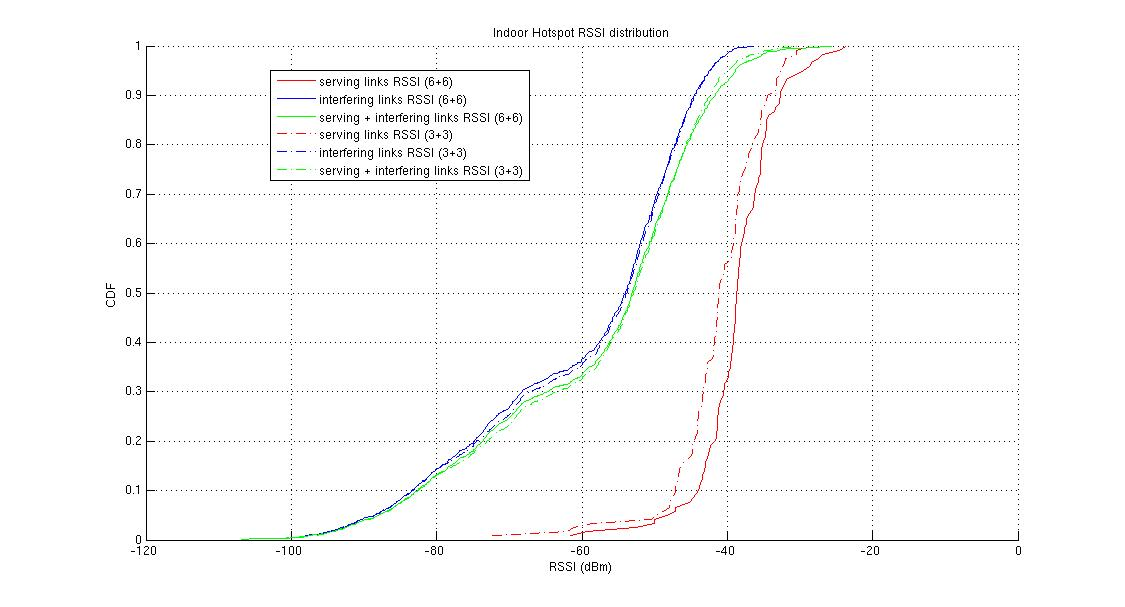 Indoor Hotspot RSSI distribution
1
0.9
0.8
0.7
0.6
0.5
0.4
0.3
0.2
0.1
0
CDF
serving links RSSI (6+6)
interfering links RSSI (6+6)
serving + interfering links RSSI (6+6)
serving links RSSI (3+3)
interfering links RSSI (3+3)
serving + interfering links RSSI (3+3)
-120 -100 -80 -60 -40 -20 0
RSSI (dBm)